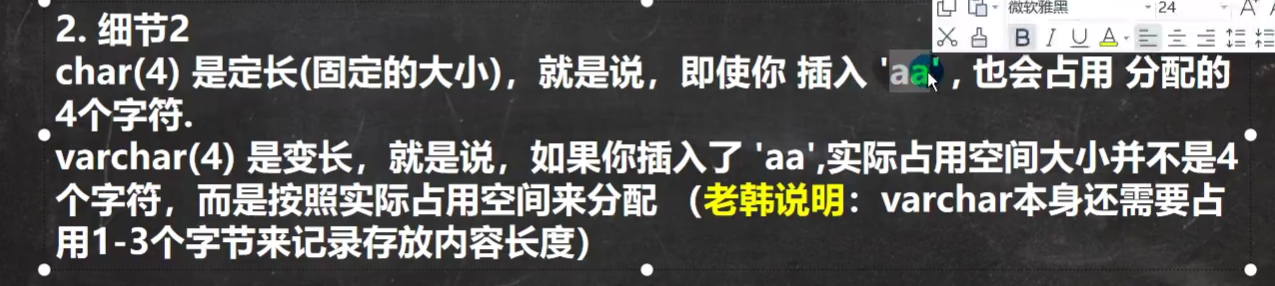 微软雅黑
24
B I U A
2. 细节2
char(4) 是定长(固定的大小)，就是说，即使你 插入 'aa' , 也会占用 分配的
4个字符.
varchar(4) 是变长，就是说，如果你插入了 'aa',实际占用空间大小并不是4
个字符，而是按照实际占用空间来分配 （老韩说明：varchar本身还需要占
用1-3个字节来记录存放内容长度）